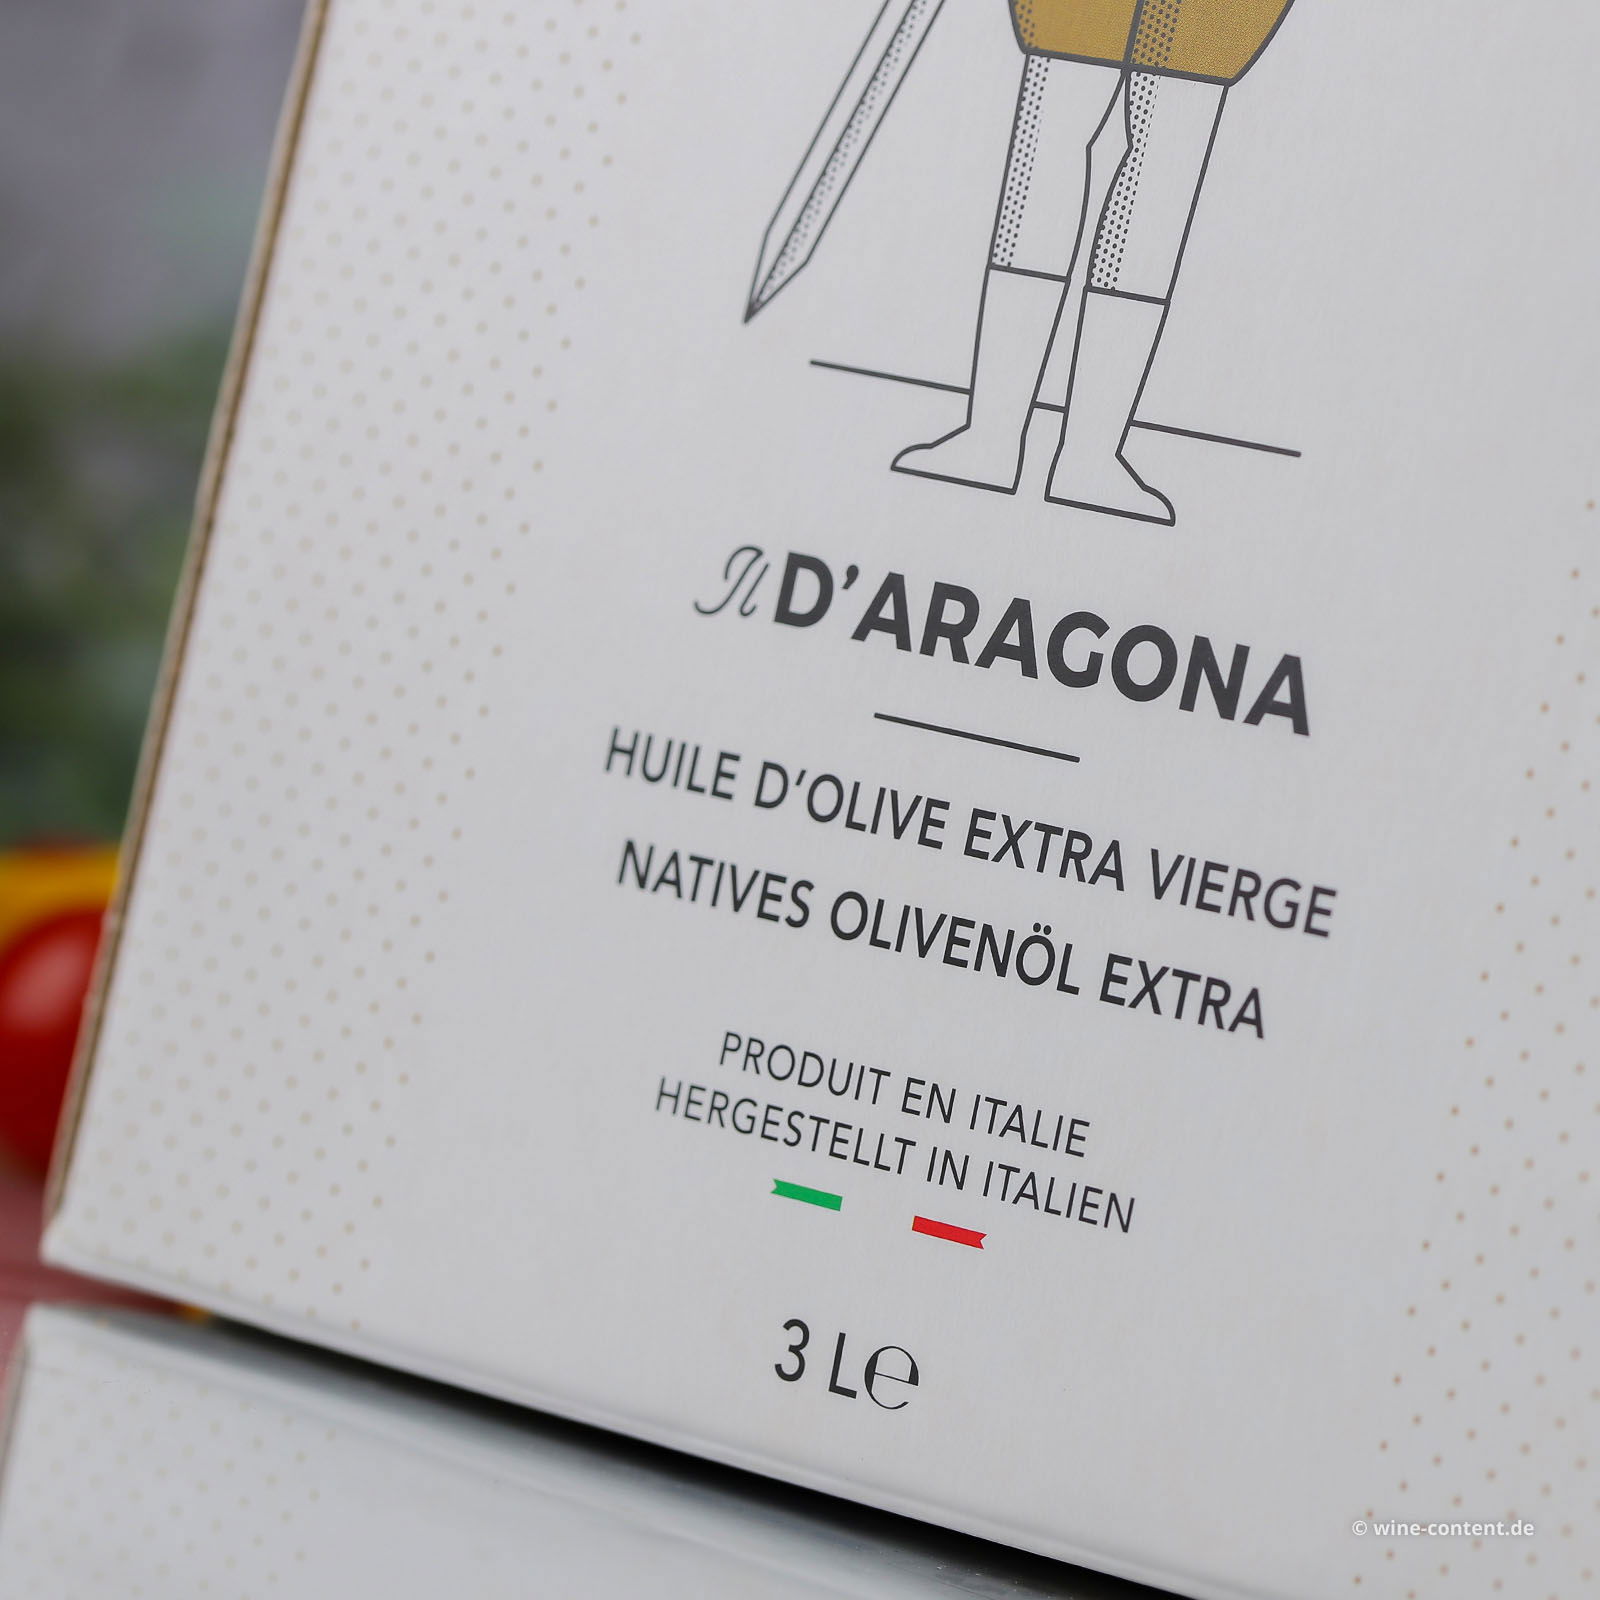 Il D'ARAGONA
HUILE D'OLIVE EXTRA VIERGE
NATIVES OLIVENÖL EXTRA
PRODUIT EN ITALIE
HERGESTELLT IN ITALIEN
3 L℮
© wine-content.de